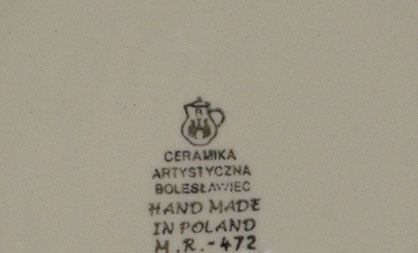 CERAMIKA
ARTYSTYCZNA
BOLESŁAWIEC
HAND MADE
IN POLAND
M.R.-472